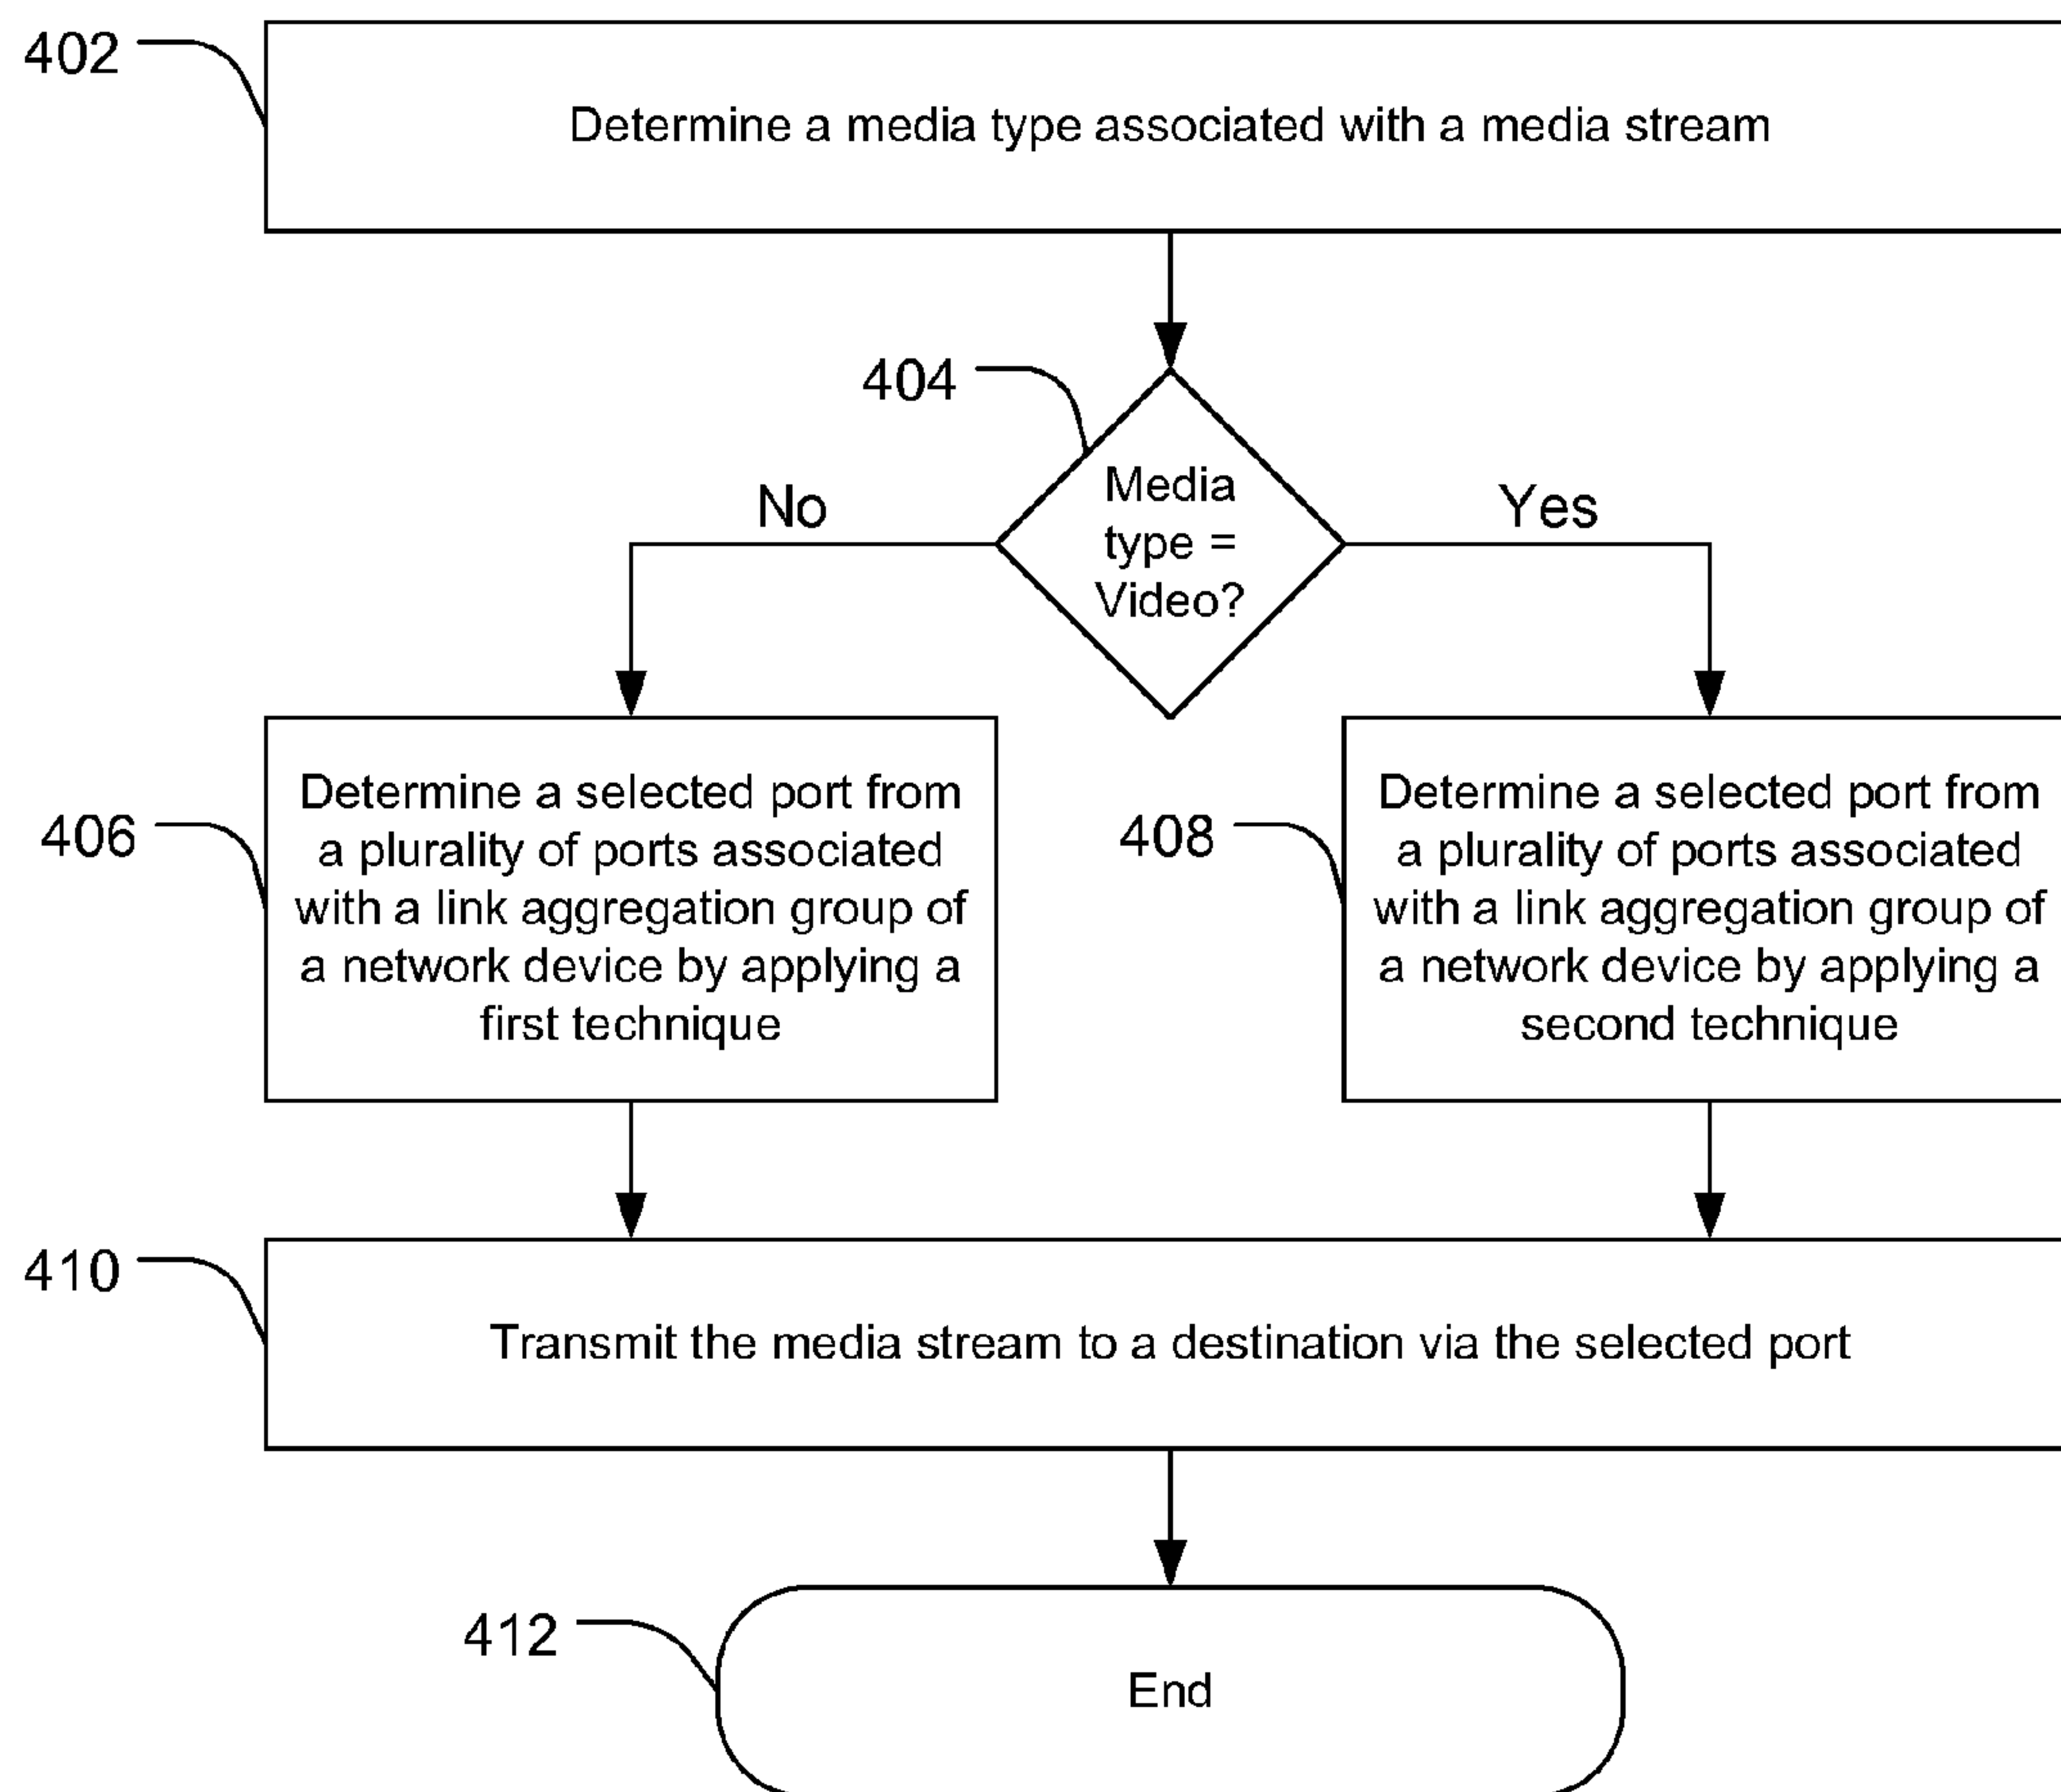 402
Determine a media type associated with a media stream
404
Media
type =
Video?
No
Yes
406
Determine a selected port from
a plurality of ports associated
with a link aggregation group of
a network device by applying a
first technique
408
Determine a selected port from
a plurality of ports associated
with a link aggregation group of
a network device by applying a
second technique
410
Transmit the media stream to a destination via the selected port
412
End